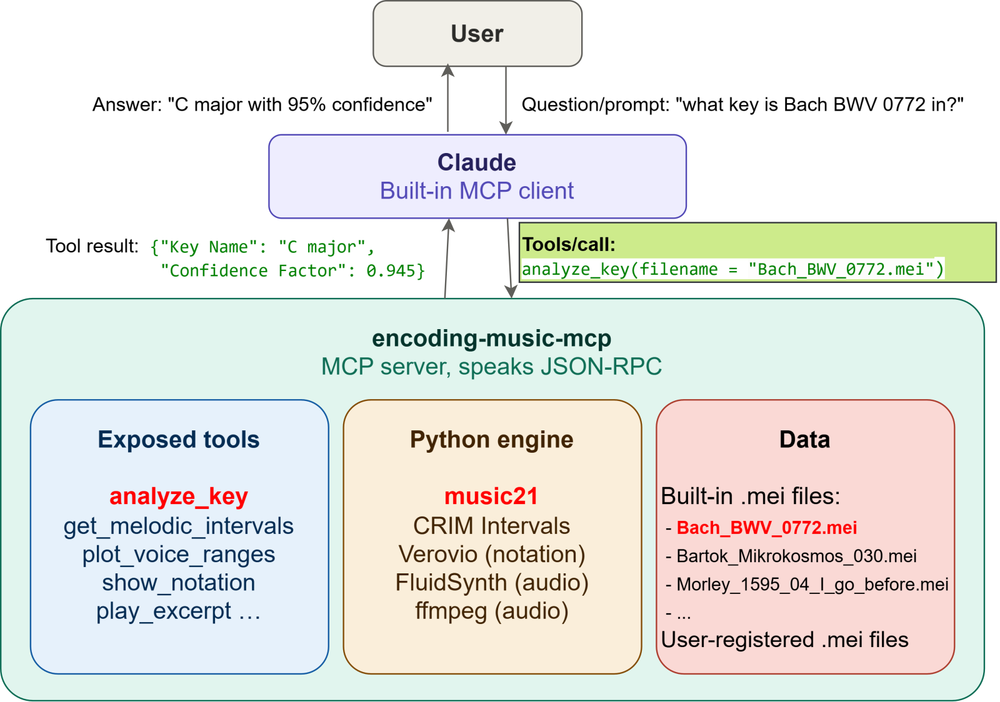 User
Answer: "C major with 95% confidence"
Question/prompt: "what key is Bach BWV 0772 in?"
Claude
Built-in MCP client
Tool result: {"Key Name": "C major",
"Confidence Factor": 0.945}
Tools/call:
analyze_key(filename = "Bach_BWV_0772.mei")
encoding-music-mcp
MCP server, speaks JSON-RPC
Exposed tools
analyze_key
get_melodic_intervals
plot_voice_ranges
show_notation
play_excerpt ...
Python engine
music21
CRIM Intervals
Verovio (notation)
FluidSynth (audio)
ffmpeg (audio)
Data
Built-in .mei files:
- Bach_BWV_0772.mei
- Bartok_Mikrokosmos_030.mei
- Morley_1595_04_I_go_before.mei
- ...
User-registered .mei files